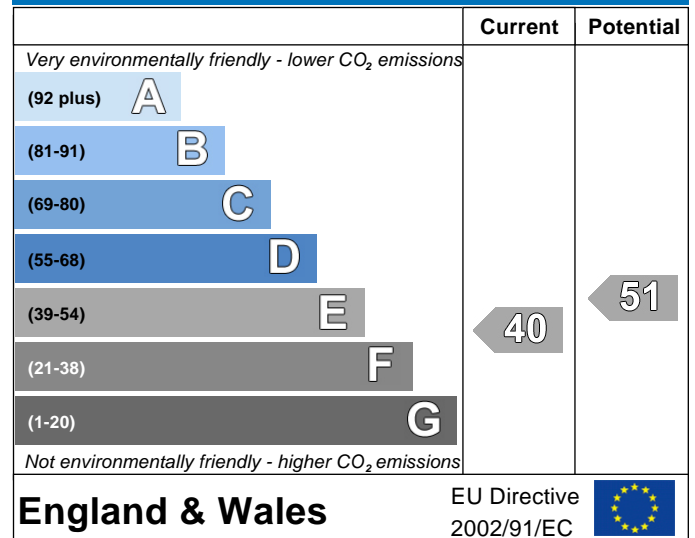 Current Potential
Very environmentally friendly - lower CO₂ emissions
(92 plus) A
(81-91) B
(69-80) C
(55-68) D
(39-54) E
51
40
(21-38) F
(1-20) G
Not environmentally friendly - higher CO₂ emissions
England & Wales
EU Directive
2002/91/EC